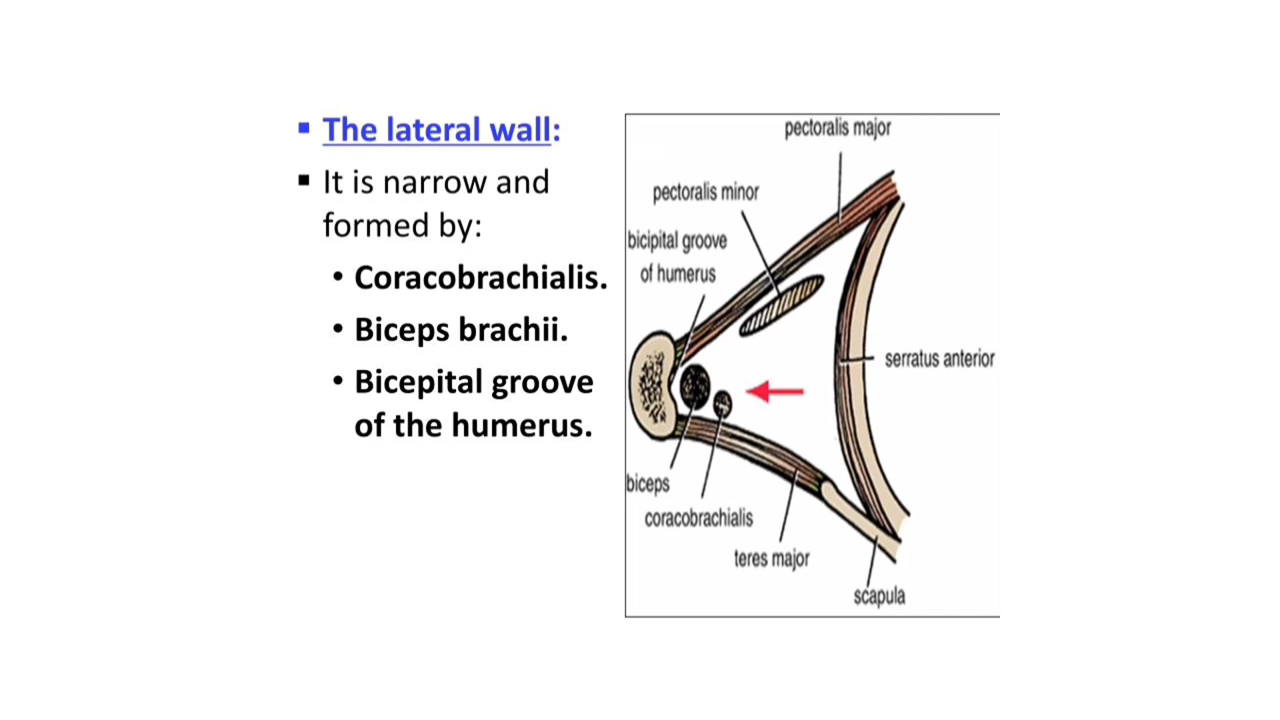 ▪ The lateral wall:
▪ It is narrow and
formed by:
• Coracobrachialis.
• Biceps brachii.
• Bicepital groove
of the humerus.
pectoralis major
pectoralis minor
bicipital groove
of humerus
serratus anterior
biceps
coracobrachialis
teres major
scapula